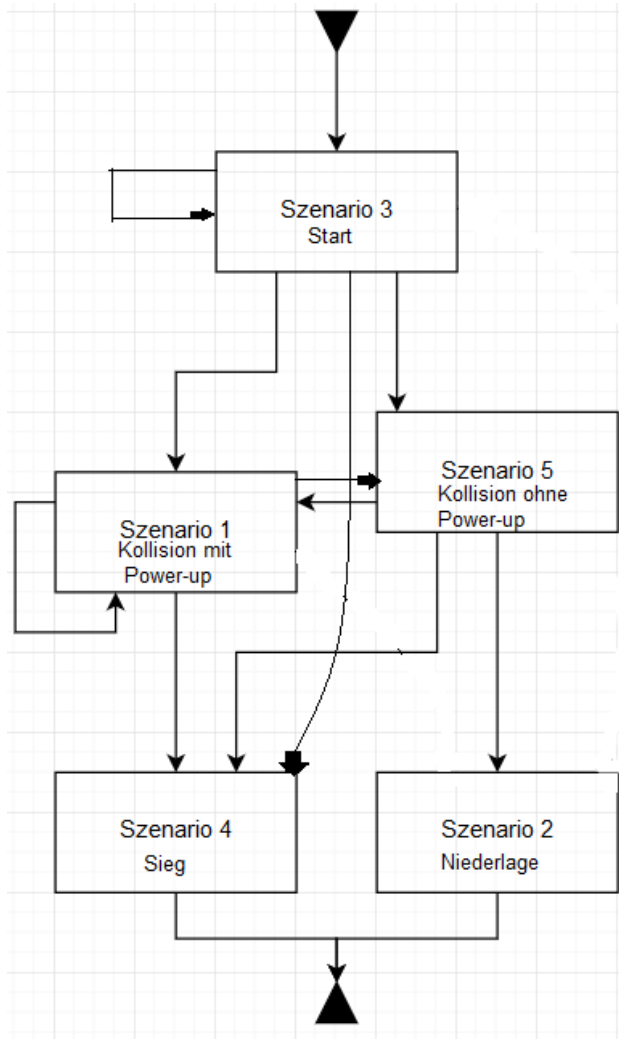 Szenario 3
Start
Szenario 5
Kollision ohne
Power-up
Szenario 1
Kollision mit
Power-up
Szenario 4
Sieg
Szenario 2
Niederlage